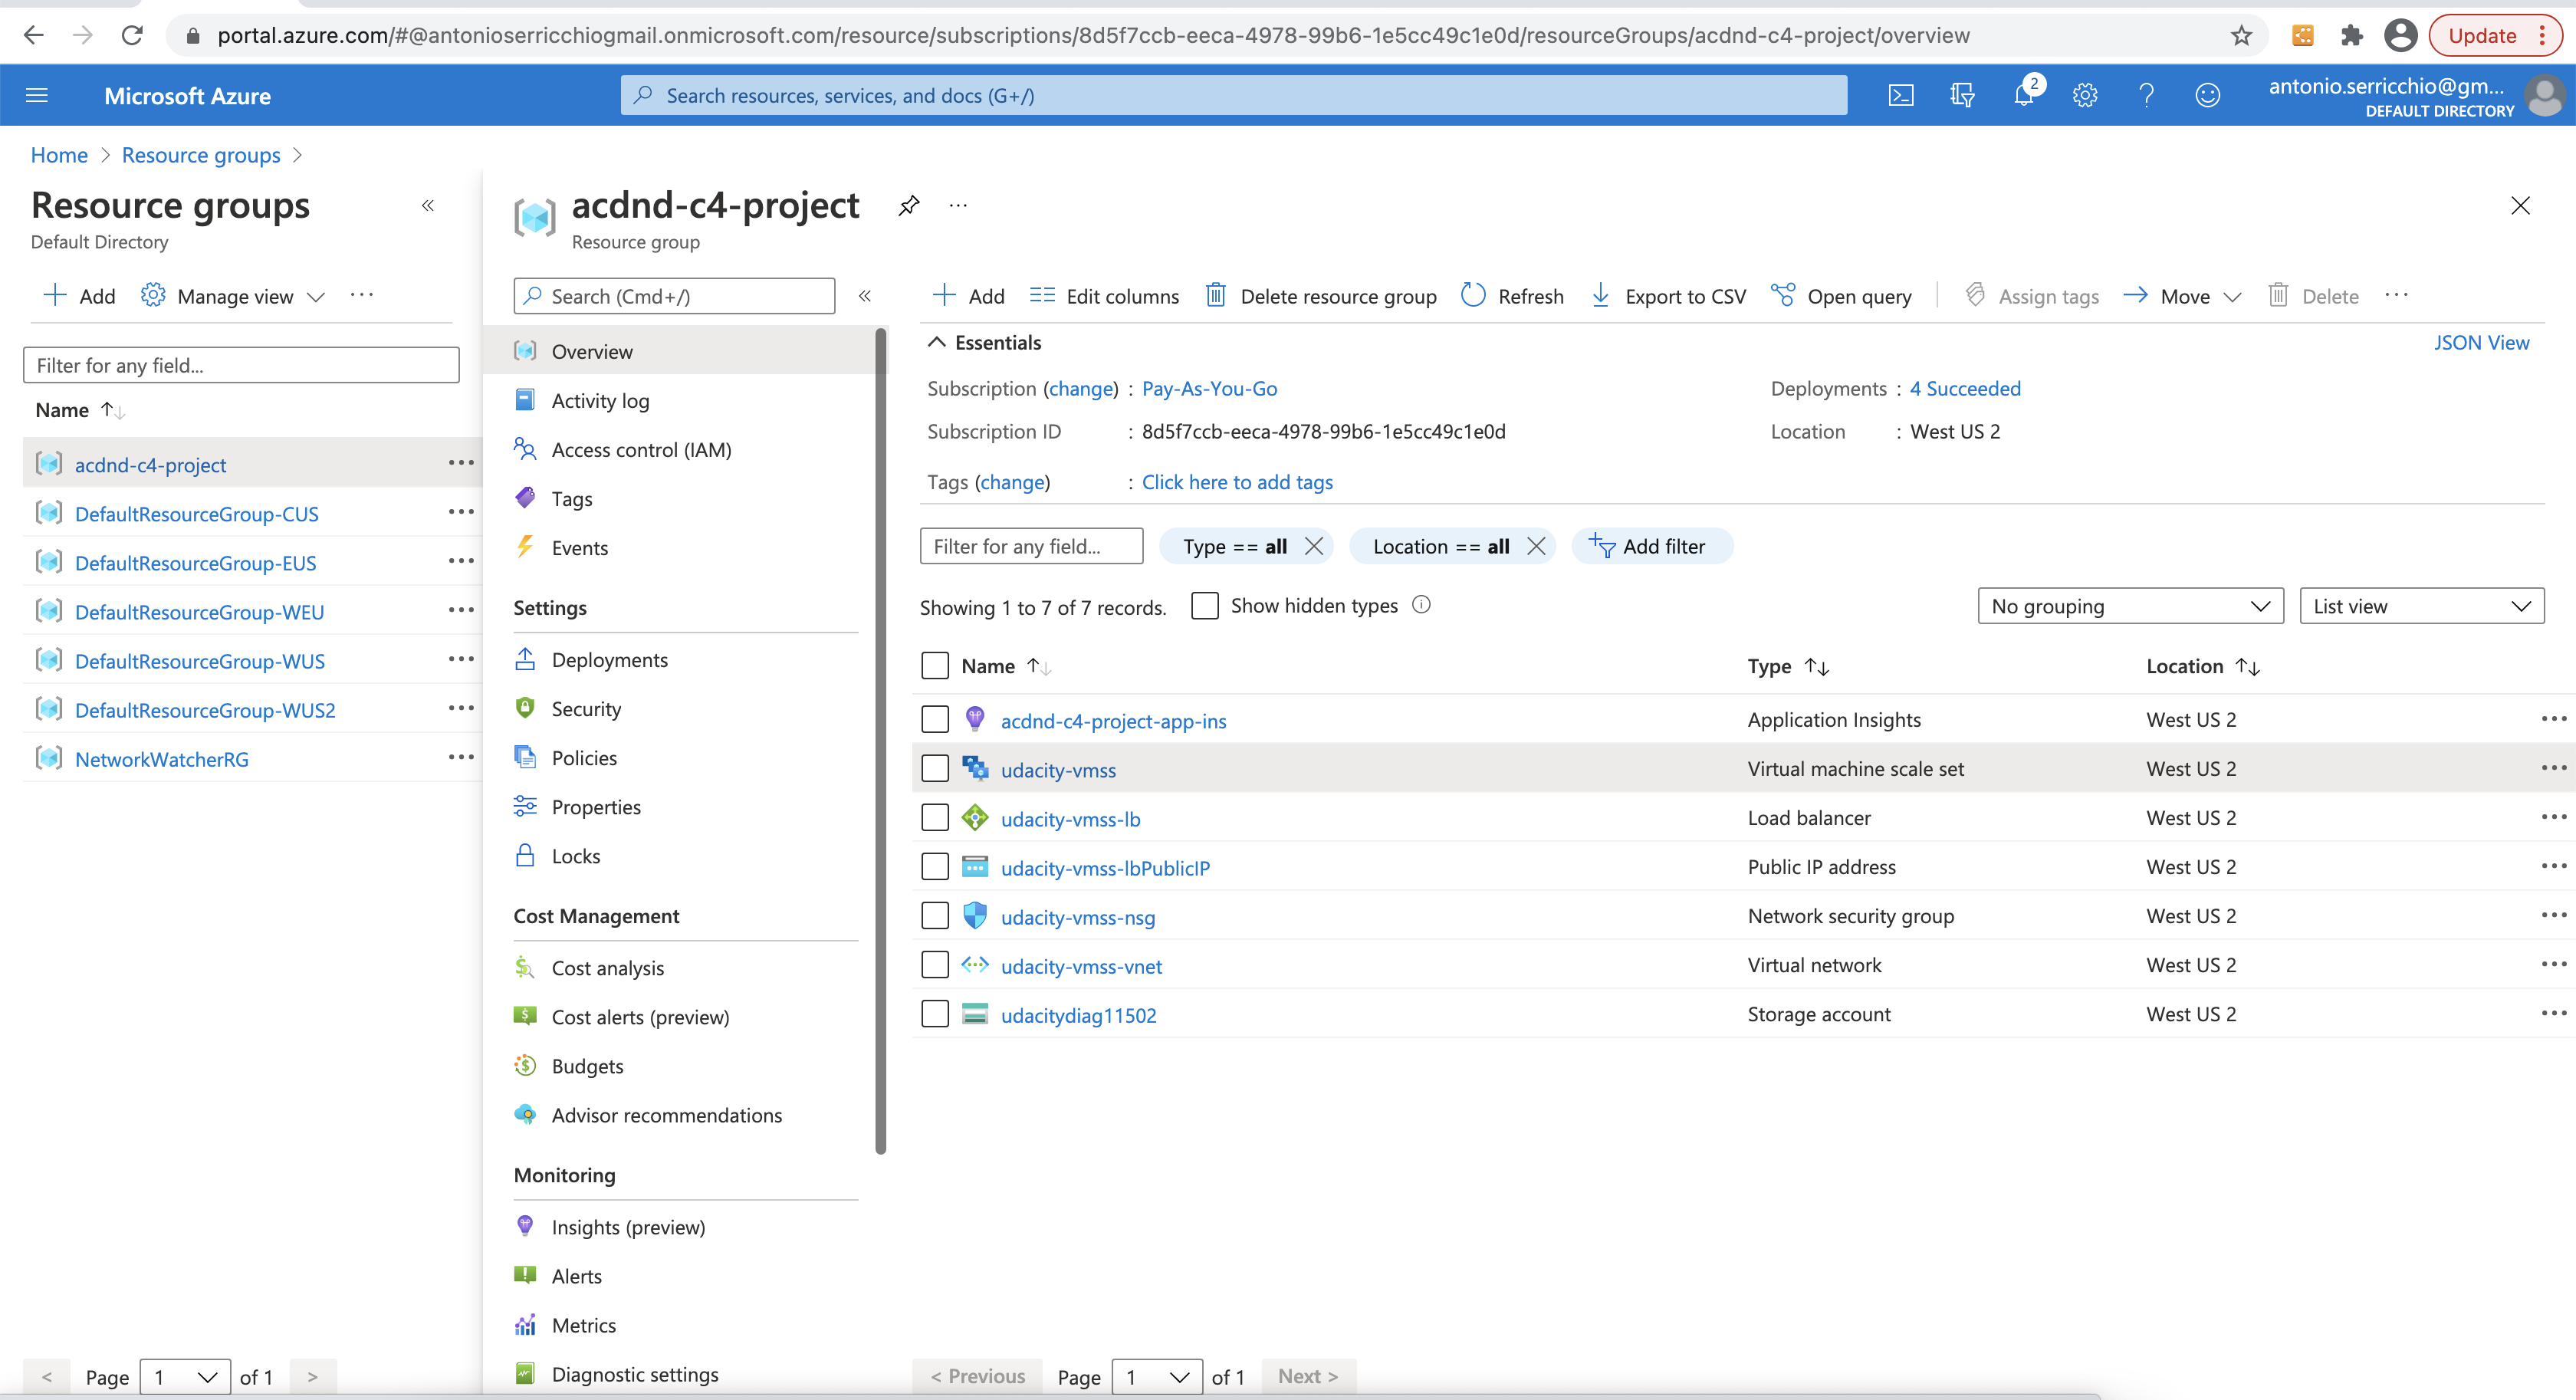 portal.azure.com/#@antonioserricchiogmail.onmicrosoft.com/resource/subscriptions/8d5f7ccb-eeca-4978-99b6-1e5cc49c1e0d/resourceGroups/acdnd-c4-project/overview
Update
Microsoft Azure
Search resources, services, and docs (G+/)
2
antonio.serricchio@gm...
DEFAULT DIRECTORY
Home > Resource groups >
Resource groups
Default Directory
Add
Manage view
...
Filter for any field...
Name
acdnd-c4-project
DefaultResourceGroup-CUS
DefaultResourceGroup-EUS
DefaultResourceGroup-WEU
DefaultResourceGroup-WUS
DefaultResourceGroup-WUS2
NetworkWatcherRG
< Page 1 of 1 >
acdnd-c4-project
...
Resource group
Search (Cmd+/)
Overview
Activity log
Access control (IAM)
Tags
Events
Settings
Deployments
Security
Policies
Properties
Locks
Cost Management
Cost analysis
Cost alerts (preview)
Budgets
Advisor recommendations
Monitoring
Insights (preview)
Alerts
Metrics
Diagnostic settings
Add Edit columns Delete resource group Refresh Export to CSV Open query Assign tags Move Delete ...
Essentials
JSON View
Subscription (change) : Pay-As-You-Go
Deployments : 4 Succeeded
Subscription ID : 8d5f7ccb-eeca-4978-99b6-1e5cc49c1e0d
Location : West US 2
Tags (change) : Click here to add tags
Filter for any field... Type == all Location == all Add filter
Showing 1 to 7 of 7 records. Show hidden types
No grouping
List view
Name Type Location
acdnd-c4-project-app-ins Application Insights West US 2
udacity-vmss Virtual machine scale set West US 2
udacity-vmss-lb Load balancer West US 2
udacity-vmss-lbPublicIP Public IP address West US 2
udacity-vmss-nsg Network security group West US 2
udacity-vmss-vnet Virtual network West US 2
udacitydiag11502 Storage account West US 2
< Previous Page 1 of 1 Next >